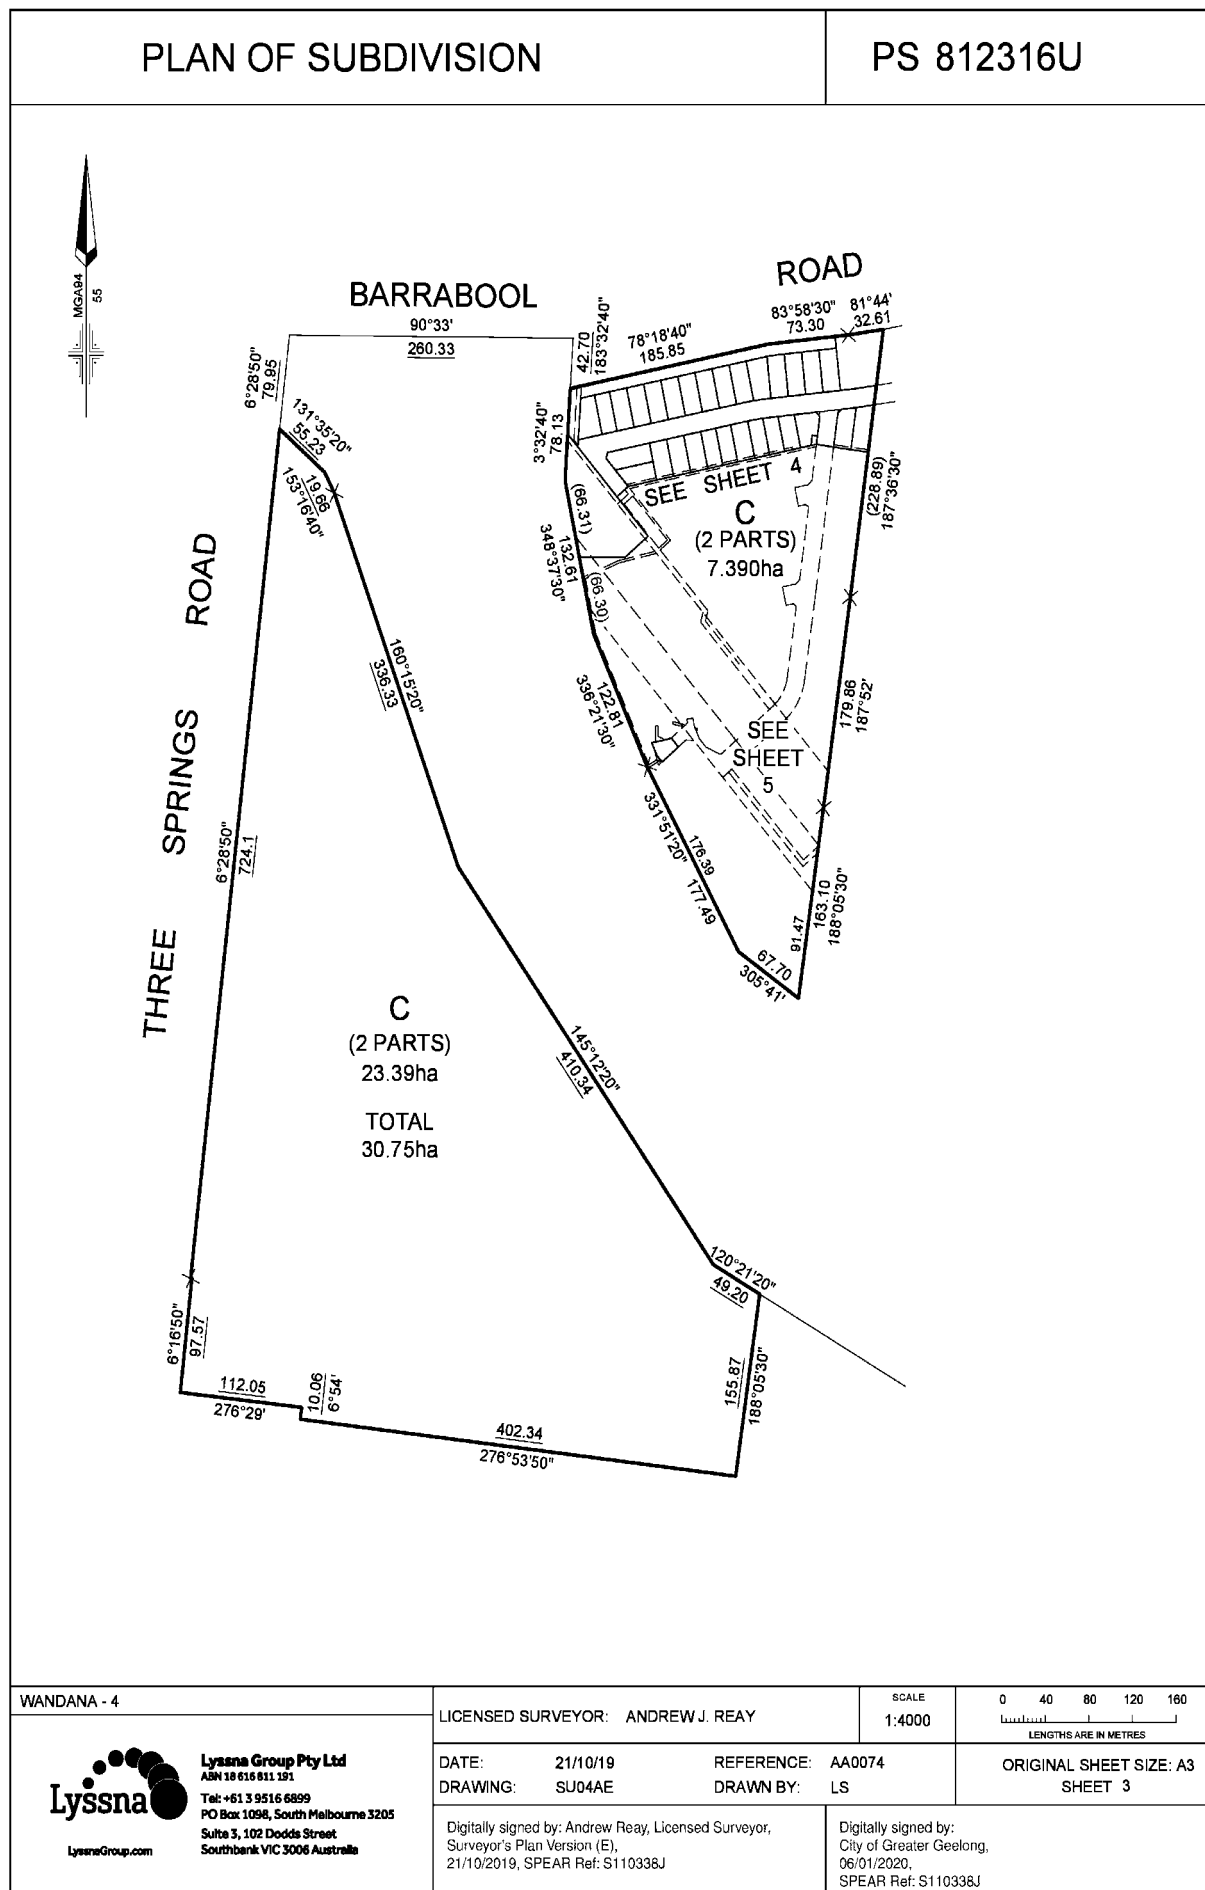 PLAN OF SUBDIVISION
PS 812316U
MGA94
55
BARRABOOL
ROAD
90°33'
260.33
42.70
183°32'40"
78°18'40"
185.85
83°58'30"
73.30
81°44'
32.61
6°28'50"
79.95
131°35'20"
55.23
19.66
153°16'40"
3°32'40"
78.13
(66.31)
132.61
348°37'30"
(66.30)
SEE SHEET 4
C
(2 PARTS)
7.390ha
(228.89)
187°36'30"
THREE SPRINGS ROAD
160°15'20"
336.33
122.81
336°21'30"
179.86
187°52'
SEE
SHEET
5
331°51'20"
176.39
177.49
6°28'50"
724.1
91.47
163.10
188°05'30"
67.70
305°41'
C
(2 PARTS)
23.39ha
TOTAL
30.75ha
145°12'20"
410.34
120°21'20"
49.20
6°16'50"
97.57
112.05
276°29'
10.06
6°54'
402.34
276°53'50"
155.87
188°05'30"
WANDANA - 4
Lyssna
LyssnaGroup.com
Lyssna Group Pty Ltd
ABN 18 616 811 191
Tel: +61 3 9516 6899
PO Box 1098, South Melbourne 3205
Suite 3, 102 Dodds Street
Southbank VIC 3006 Australia
LICENSED SURVEYOR: ANDREW J. REAY
SCALE
1:4000
0 40 80 120 160
LENGTHS ARE IN METRES
DATE: 21/10/19 REFERENCE: AA0074
DRAWING: SU04AE DRAWN BY: LS
ORIGINAL SHEET SIZE: A3
SHEET 3
Digitally signed by: Andrew Reay, Licensed Surveyor,
Surveyor's Plan Version (E),
21/10/2019, SPEAR Ref: S110338J
Digitally signed by:
City of Greater Geelong,
06/01/2020,
SPEAR Ref: S110338J